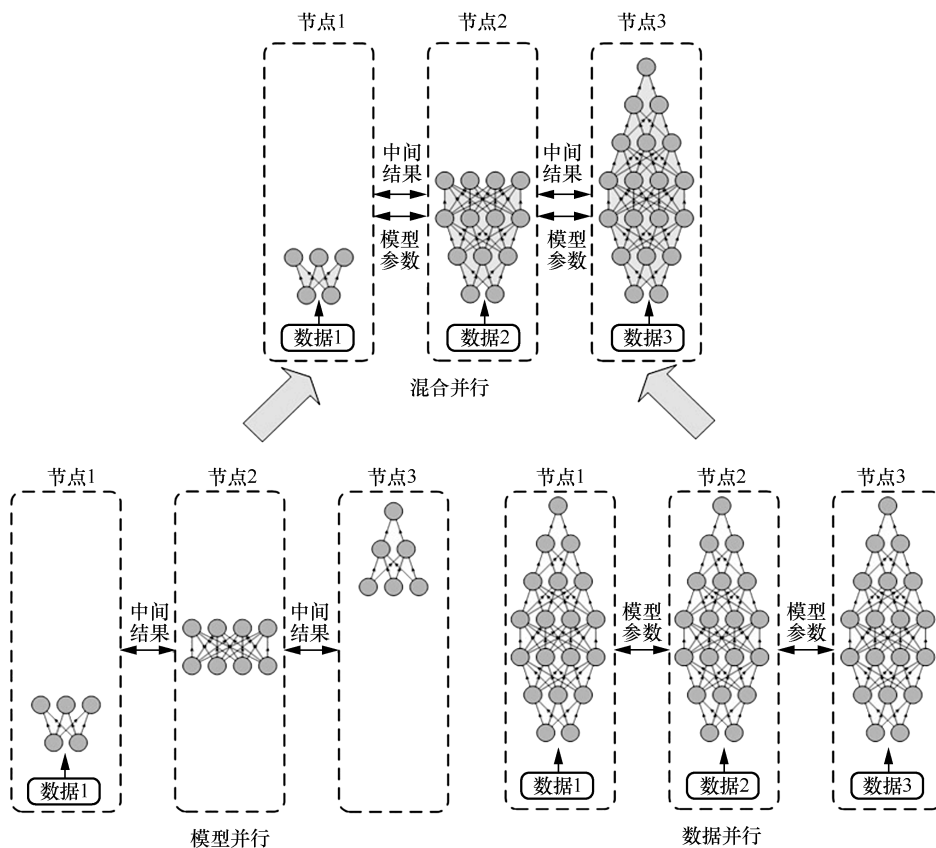 节点1
节点2
节点3
中间
结果
中间
结果
模型
参数
模型
参数
数据1
数据2
数据3
混合并行
节点1
节点2
节点3
节点1
节点2
节点3
中间
结果
中间
结果
模型
参数
模型
参数
数据1
数据1
数据2
数据3
模型并行
数据并行